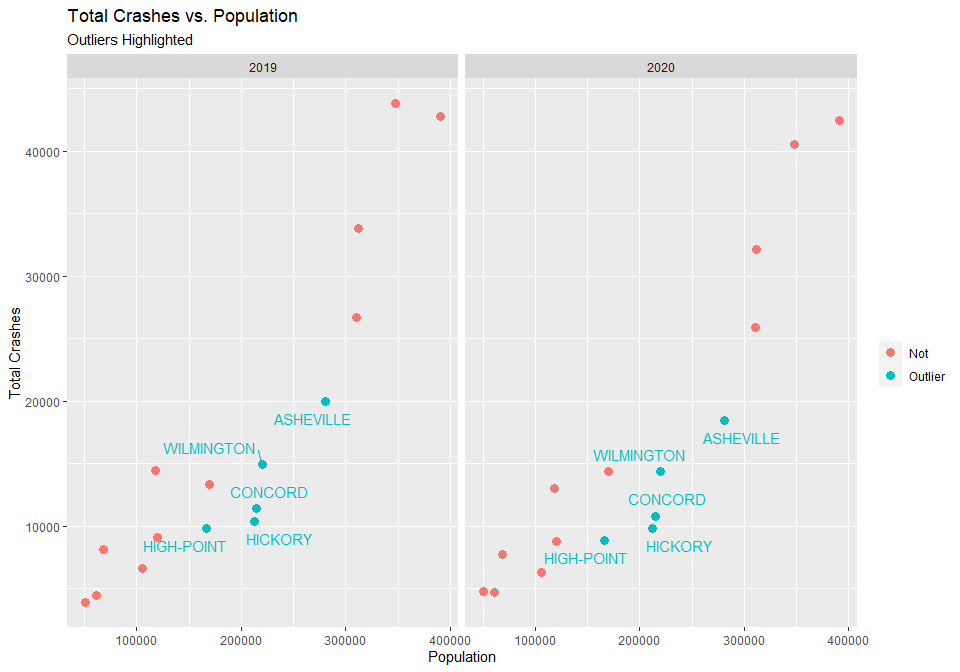 Total Crashes vs. Population
Outliers Highlighted
2019
2020
Total Crashes
40000
30000
20000
10000
ASHEVILLE
WILMINGTON
CONCORD
HICKORY
HIGH-POINT
ASHEVILLE
WILMINGTON
CONCORD
HICKORY
HIGH-POINT
100000 200000 300000 400000
100000 200000 300000 400000
Population
Not
Outlier